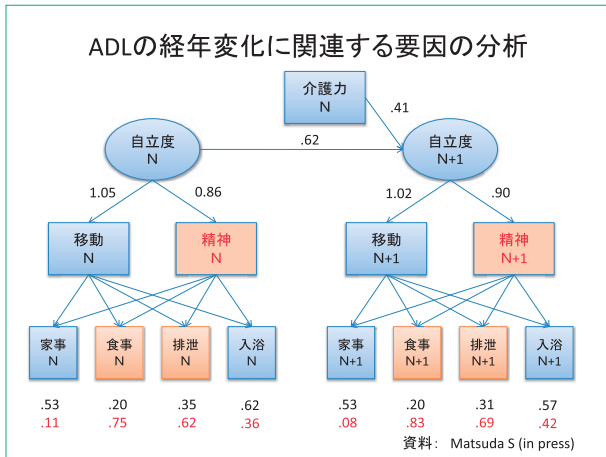 ADLの経年変化に関連する要因の分析
介護力
N
.41
自立度
N
.62
自立度
N+1
1.05
0.86
1.02
.90
移動
N
精神
N
移動
N+1
精神
N+1
家事
N
食事
N
排泄
N
入浴
N
家事
N+1
食事
N+1
排泄
N+1
入浴
N+1
.53 .20 .35 .62 .53 .20 .31 .57
.11 .75 .62 .36 .08 .83 .69 .42
資料: Matsuda S (in press)